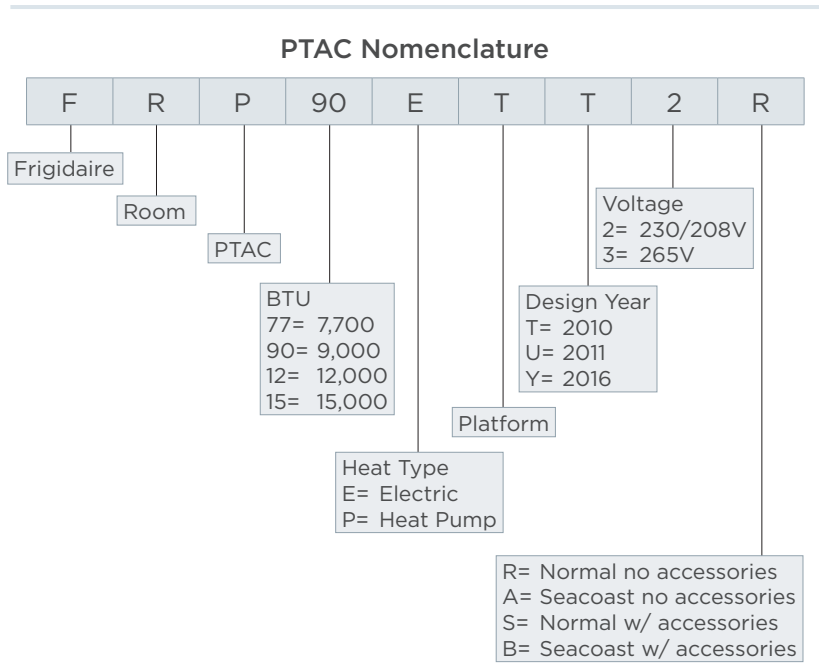 PTAC Nomenclature
F R P 90 E T T 2 R
Frigidaire
Room
PTAC
BTU
77= 7,700
90= 9,000
12= 12,000
15= 15,000
Heat Type
E= Electric
P= Heat Pump
Platform
Design Year
T= 2010
U= 2011
Y= 2016
Voltage
2= 230/208V
3= 265V
R= Normal no accessories
A= Seacoast no accessories
S= Normal w/ accessories
B= Seacoast w/ accessories